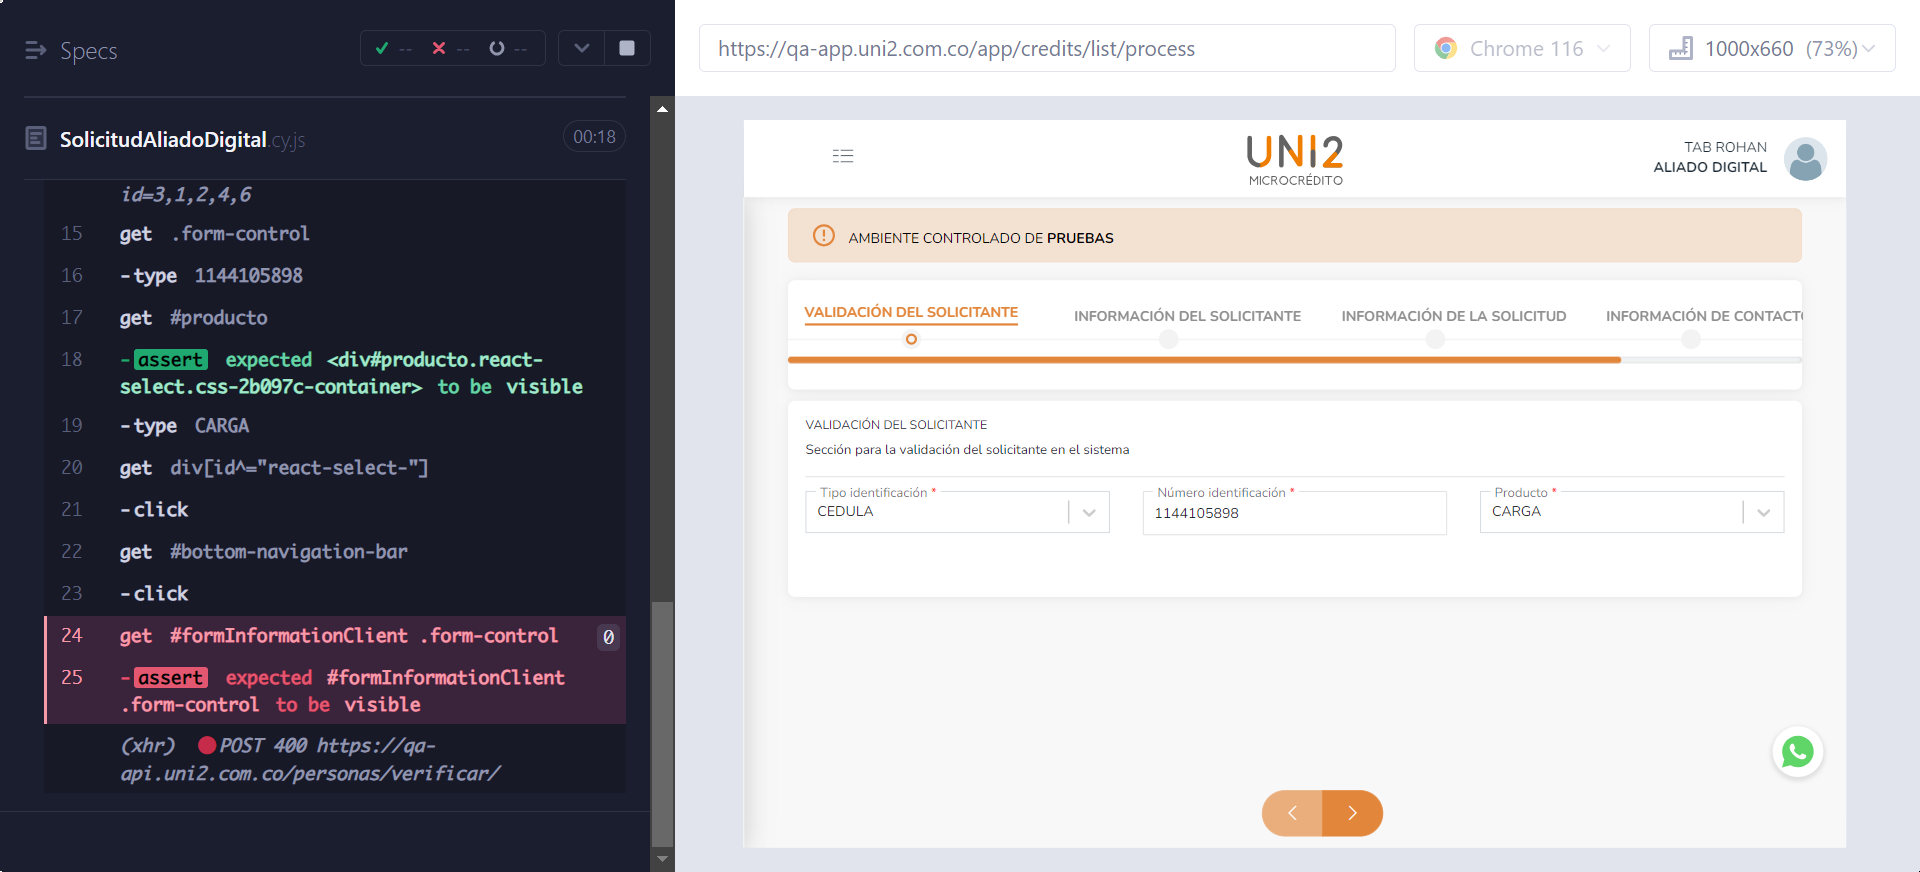 Specs
--
--
--
SolicitudAliadoDigital.cy.js
00:18
id=3,1,2,4,6
15 get .form-control
16 -type 1144105898
17 get #producto
18 -assert expected <div#producto.react-
select.css-2b097c-container> to be visible
19 -type CARGA
20 get div[id^="react-select-"]
21 -click
22 get #bottom-navigation-bar
23 -click
24 get #formInformationClient .form-control 0
25 -assert expected #formInformationClient
.form-control to be visible
(xhr) POST 400 https://qa-
api.uni2.com.co/personas/verificar/
https://qa-app.uni2.com.co/app/credits/list/process
Chrome 116
1000x660 (73%)
UNI2
MICROCRÉDITO
TAB ROHAN
ALIADO DIGITAL
AMBIENTE CONTROLADO DE PRUEBAS
VALIDACIÓN DEL SOLICITANTE
INFORMACIÓN DEL SOLICITANTE
INFORMACIÓN DE LA SOLICITUD
INFORMACIÓN DE CONTACTO
VALIDACIÓN DEL SOLICITANTE
Sección para la validación del solicitante en el sistema
Tipo identificación *
CEDULA
Número identificación *
1144105898
Producto *
CARGA